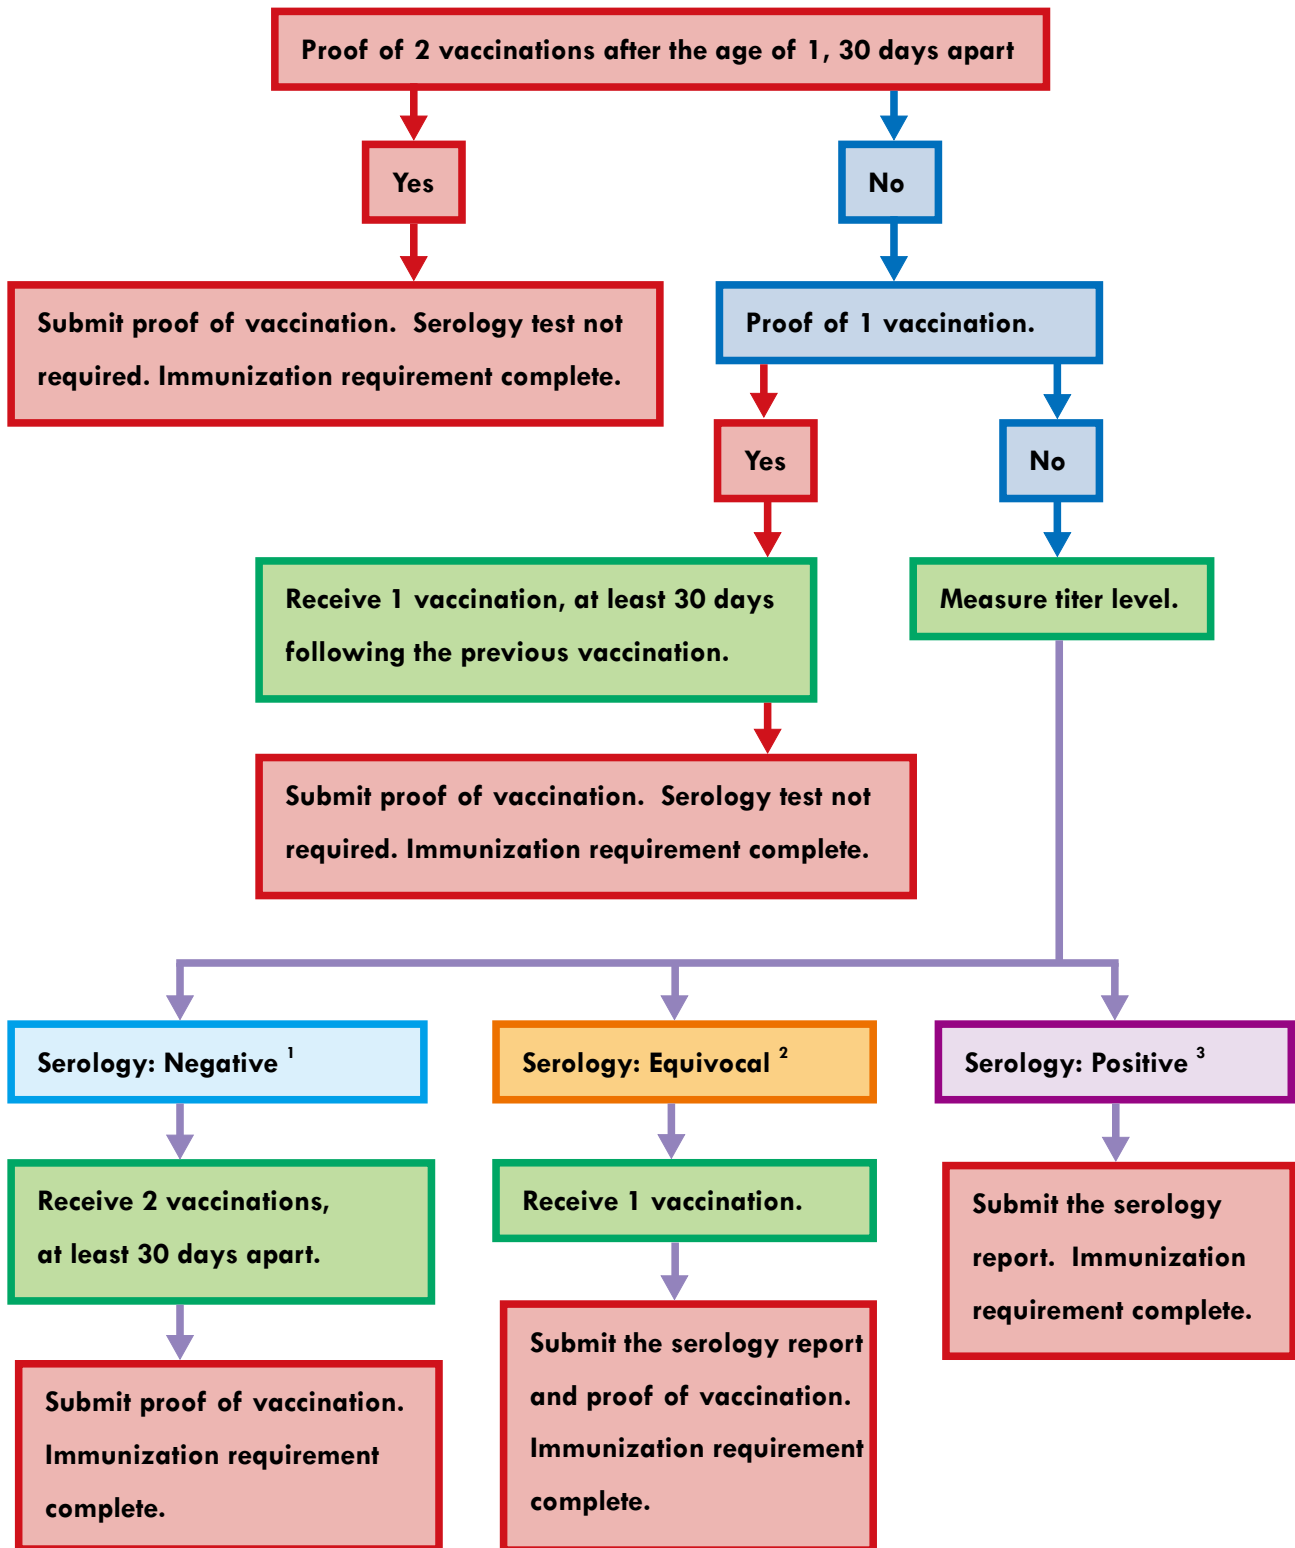 Proof of 2 vaccinations after the age of 1, 30 days apart
Yes
No
Submit proof of vaccination.  Serology test not
required. Immunization requirement complete.
Proof of 1 vaccination.
Yes
No
Receive 1 vaccination, at least 30 days
following the previous vaccination.
Measure titer level.
Submit proof of vaccination.  Serology test not
required. Immunization requirement complete.
Serology: Negative ¹
Serology: Equivocal ²
Serology: Positive ³
Receive 2 vaccinations,
at least 30 days apart.
Receive 1 vaccination.
Submit the serology
report.  Immunization
requirement complete.
Submit proof of vaccination.
Immunization requirement
complete.
Submit the serology report
and proof of vaccination.
Immunization requirement
complete.